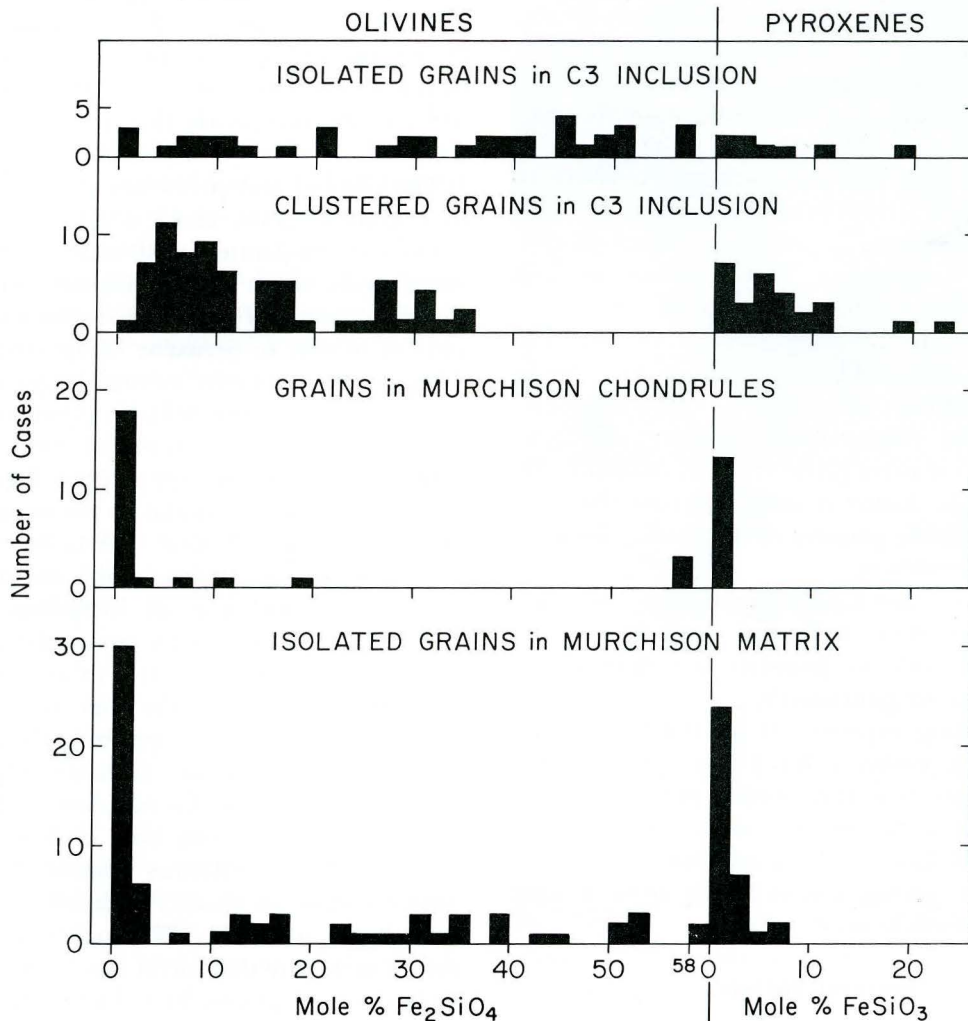 OLIVINES PYROXENES
ISOLATED GRAINS in C3 INCLUSION
5
0
CLUSTERED GRAINS in C3 INCLUSION
10
0
GRAINS in MURCHISON CHONDRULES
20
10
0
ISOLATED GRAINS in MURCHISON MATRIX
30
20
10
0
Number of Cases
0 10 20 30 40 50 58 0 10 20
Mole % Fe₂SiO₄ Mole % FeSiO₃